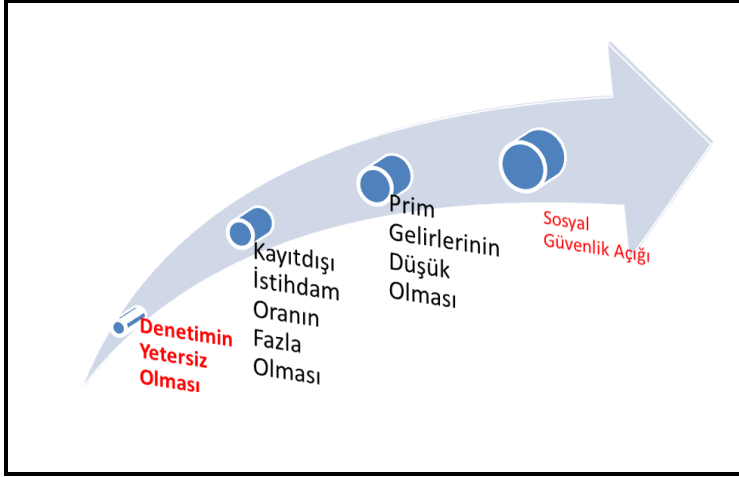 Denetimin
Yetersiz
Olması
Kayıtdışı
İstihdam
Oranın
Fazla
Olması
Prim
Gelirlerinin
Düşük
Olması
Sosyal
Güvenlik Açığı